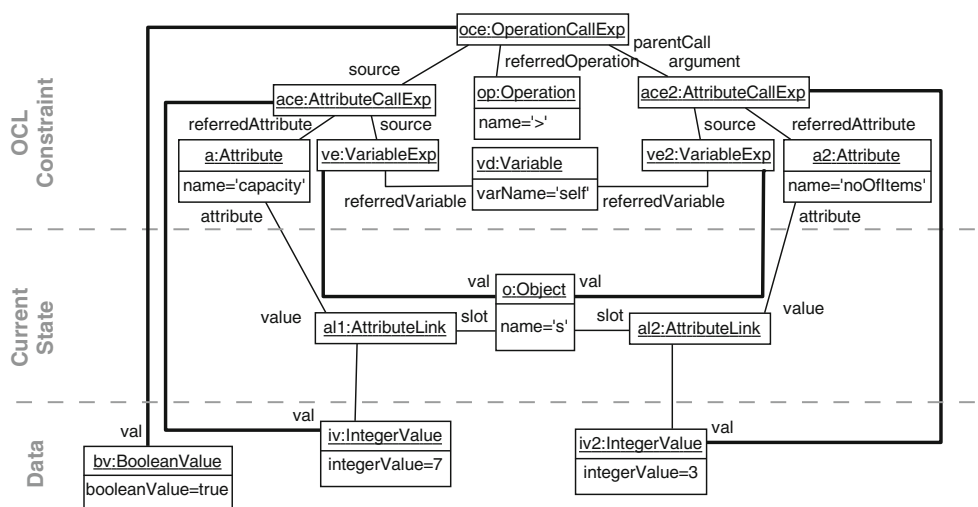 oce:OperationCallExp
parentCall
source
referredOperation
argument
ace:AttributeCallExp
op:Operation
name='>'
ace2:AttributeCallExp
OCL
Constraint
referredAttribute
source
source
referredAttribute
a:Attribute
name='capacity'
ve:VariableExp
vd:Variable
varName='self'
ve2:VariableExp
a2:Attribute
name='noOfItems'
referredVariable
referredVariable
attribute
attribute
Current
State
val
o:Object
name='s'
val
value
al1:AttributeLink
slot
slot
al2:AttributeLink
value
Data
val
bv:BooleanValue
booleanValue=true
val
iv:IntegerValue
integerValue=7
iv2:IntegerValue
integerValue=3
val